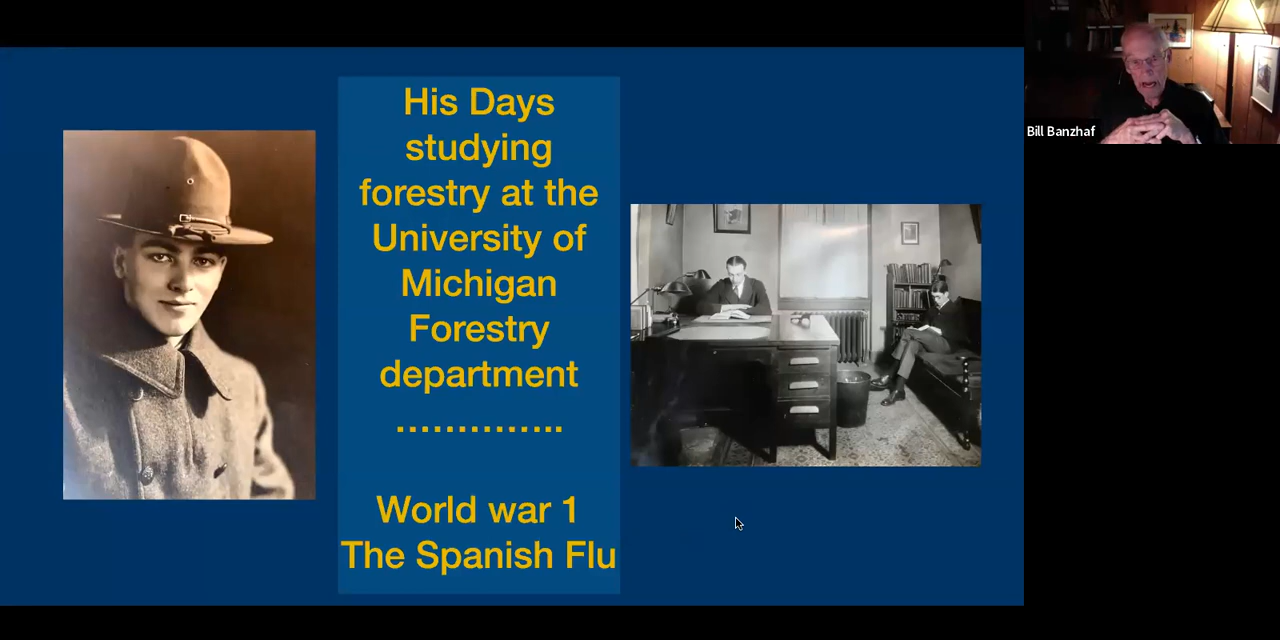 His Days
studying
forestry at the
University of
Michigan
Forestry
department
…………..
World war 1
The Spanish Flu
Bill Banzhaf